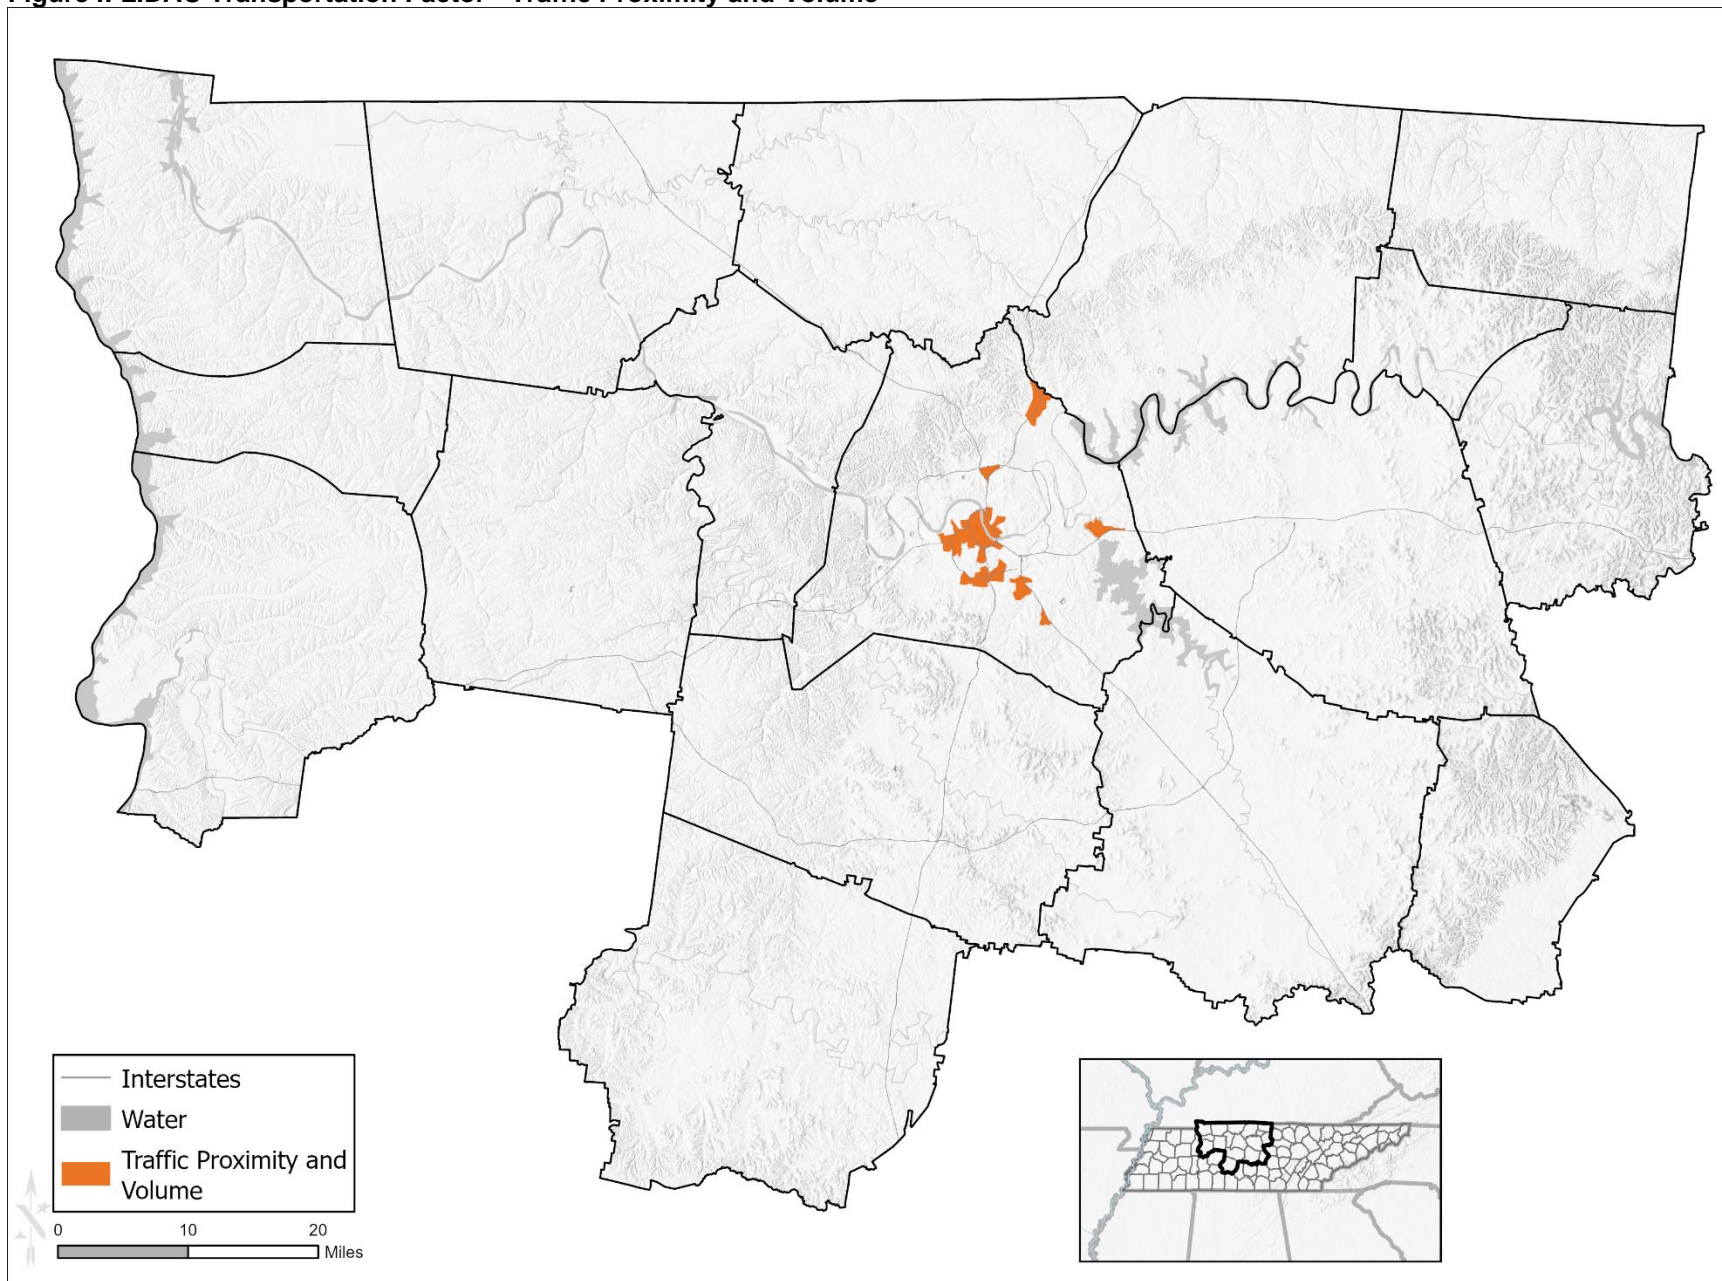 Interstates
Water
Traffic Proximity and
Volume
0 10 20
Miles